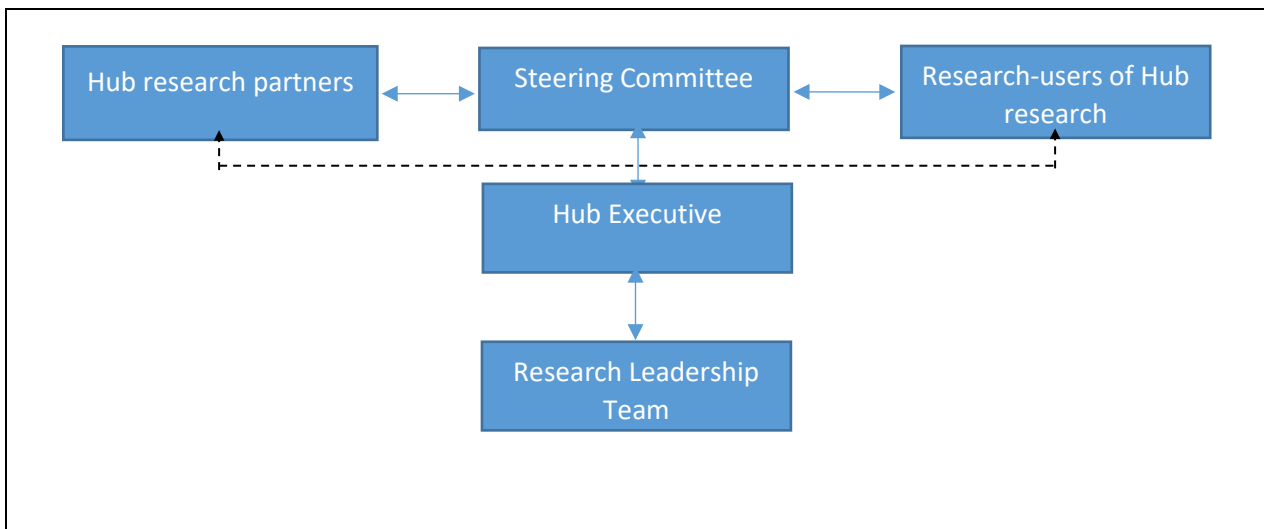 Hub research partners
Steering Committee
Research-users of Hub
research
Hub Executive
Research Leadership
Team